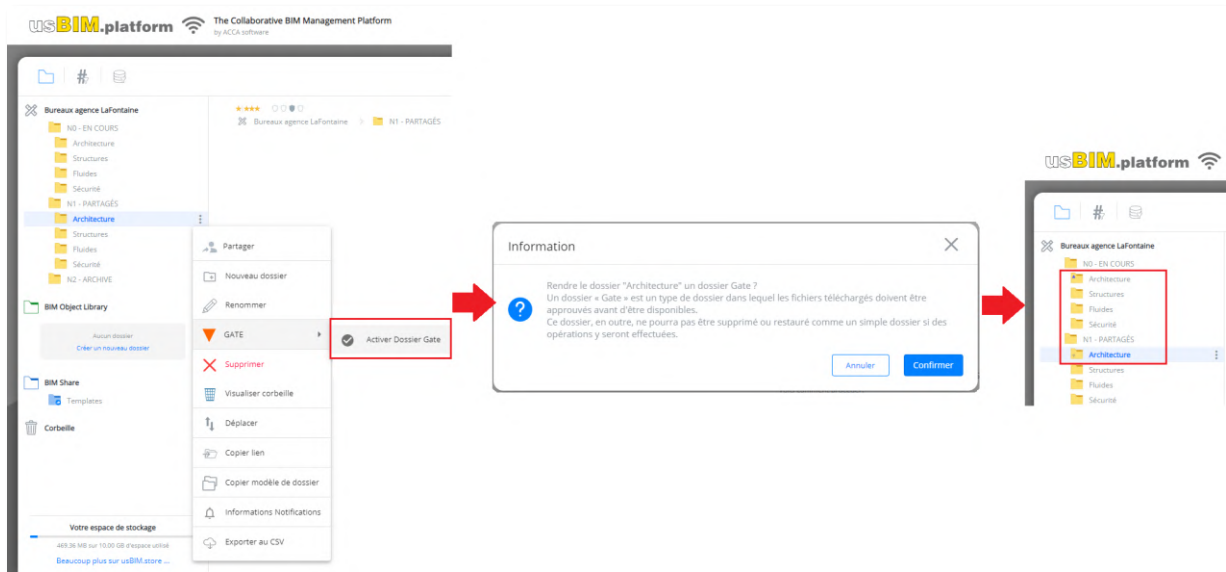 usBIM.platform
The Collaborative BIM Management Platform
by ACCA software
Bureaux agence LaFontaine
N0 - EN COURS
Architecture
Structures
Fluides
Sécurité
N1 - PARTAGÉS
Architecture
Structures
Fluides
Sécurité
N2 - ARCHIVE
BIM Object Library
Aucun dossier
Créer un nouveau dossier
BIM Share
Templates
Corbeille
Votre espace de stockage
469.36 MB sur 10.00 GB d'espace utilisé
Beaucoup plus sur usBIM.store ...
Bureaux agence LaFontaine > N1 - PARTAGÉS
Partager
Nouveau dossier
Renommer
GATE
Supprimer
Visualiser corbeille
Déplacer
Copier lien
Copier modèle de dossier
Informations Notifications
Exporter au CSV
Activer Dossier Gate
Information
Rendre le dossier "Architecture" un dossier Gate ?
Un dossier « Gate » est un type de dossier dans lequel les fichiers téléchargés doivent être
approuvés avant d'être disponibles.
Ce dossier, en outre, ne pourra pas être supprimé ou restauré comme un simple dossier si des
opérations y seront effectuées.
Annuler
Confirmer
usBIM.platform
Bureaux agence LaFontaine
N0 - EN COURS
Architecture
Structures
Fluides
Sécurité
N1 - PARTAGÉS
Architecture
Structures
Fluides
Sécurité